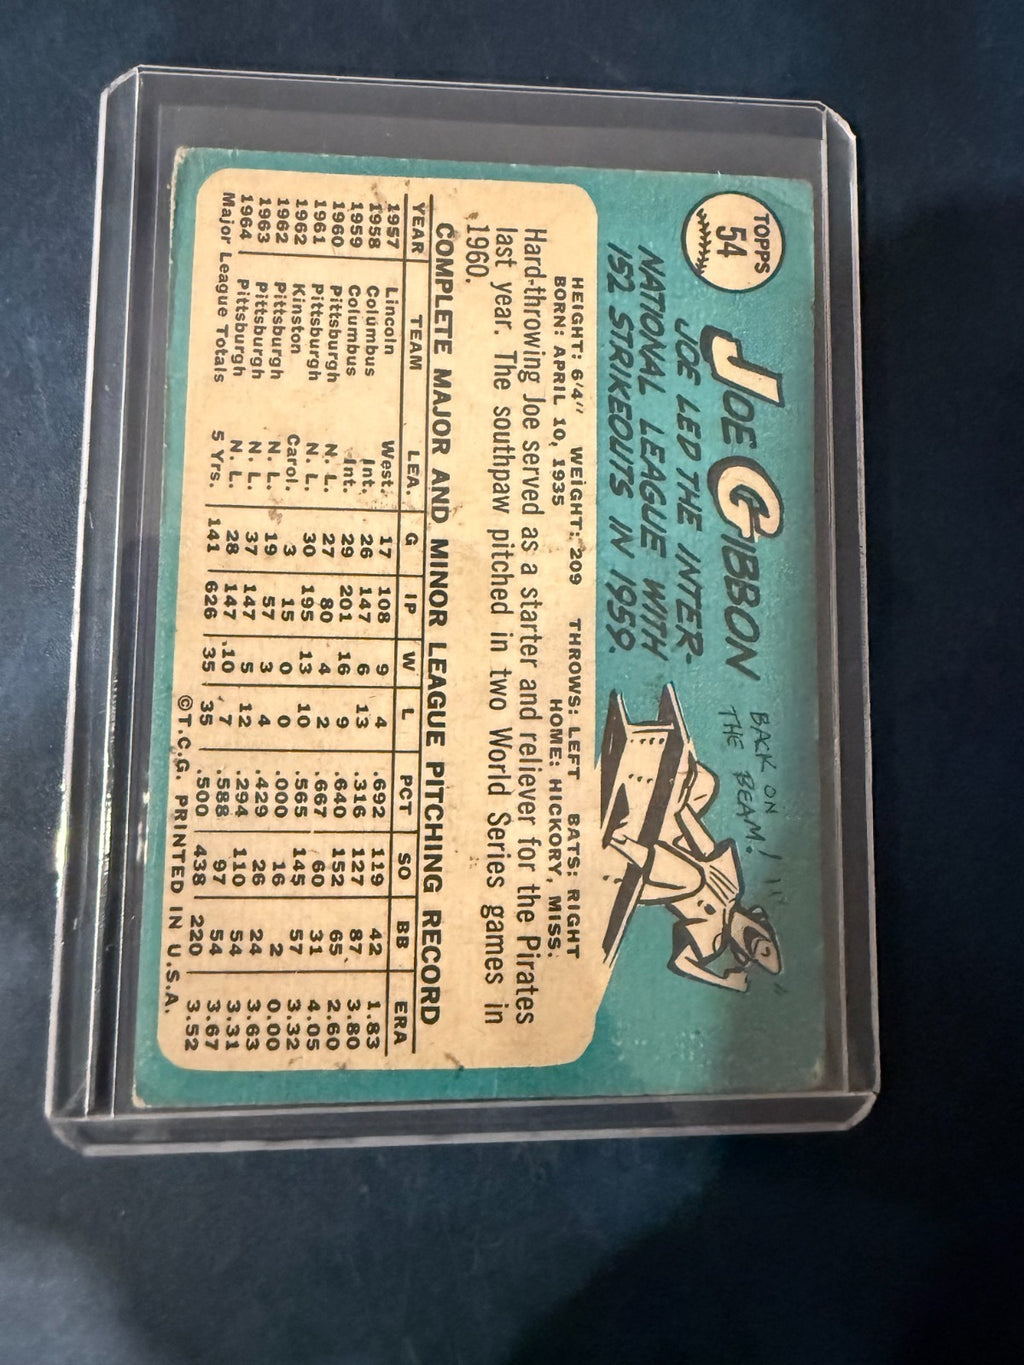 TOPPS
54
JOE GIBBON
JOE LED THE INTER-
NATIONAL LEAGUE WITH
152 STRIKEOUTS IN 1959.
BACK ON
THE BEAM!
HEIGHT: 6'4" WEIGHT: 209 THROWS: LEFT BATS: RIGHT
BORN: APRIL 10, 1935 HOME: HICKORY, MISS.
Hard-throwing Joe served as a starter and reliever for the Pirates
last year. The southpaw pitched in two World Series games in
1960.
COMPLETE MAJOR AND MINOR LEAGUE PITCHING RECORD
YEAR TEAM LEA. G IP W L PCT SO BB ERA
1957 Lincoln West. 17 108 9 4 .692 119 42 1.83
1958 Columbus Int. 26 147 6 13 .316 127 87 3.80
1959 Columbus Int. 29 201 16 9 .640 152 65 2.60
1960 Pittsburgh N. L. 27 80 4 2 .667 60 31 4.05
1961 Pittsburgh N. L. 30 195 13 10 .565 145 57 3.32
1962 Kinston Carol. 3 15 0 0 .000 16 2 0.00
1962 Pittsburgh N. L. 19 57 3 4 .429 26 24 3.63
1963 Pittsburgh N. L. 37 147 5 12 .294 110 54 3.31
1964 Pittsburgh N. L. 28 147 10 7 .588 97 54 3.67
Major League Totals 5 Yrs. 141 626 35 35 .500 438 220 3.52
©T.C.G. PRINTED IN U.S.A.